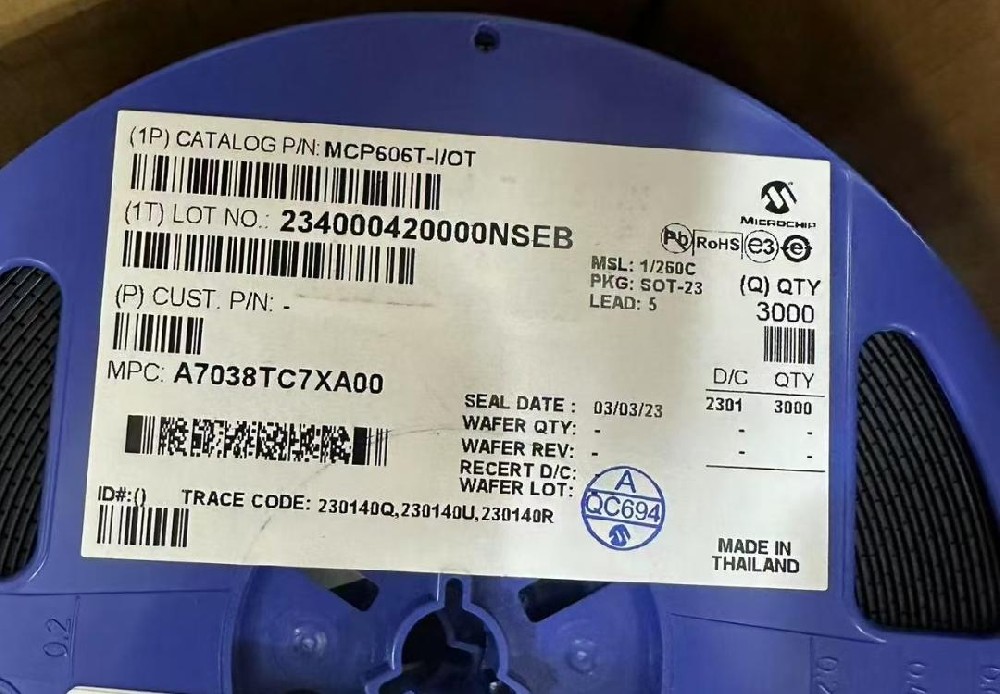 (1P) CATALOG P/N: MCP606T-I/OT
(1T) LOT NO.: 234000420000NSEB
MICROCHIP
Pb RoHS e3 e
MSL: 1/260C
PKG: SOT-23
LEAD: 5
(Q) QTY
3000
(P) CUST. P/N: -
MPC: A7038TC7XA00
D/C QTY
2301 3000
- -
- -
SEAL DATE : 03/03/23
WAFER QTY: -
WAFER REV: -
RECERT D/C: -
WAFER LOT:
A
QC694
ID#:() TRACE CODE: 230140Q,230140U,230140R
MADE IN
THAILAND
0.2